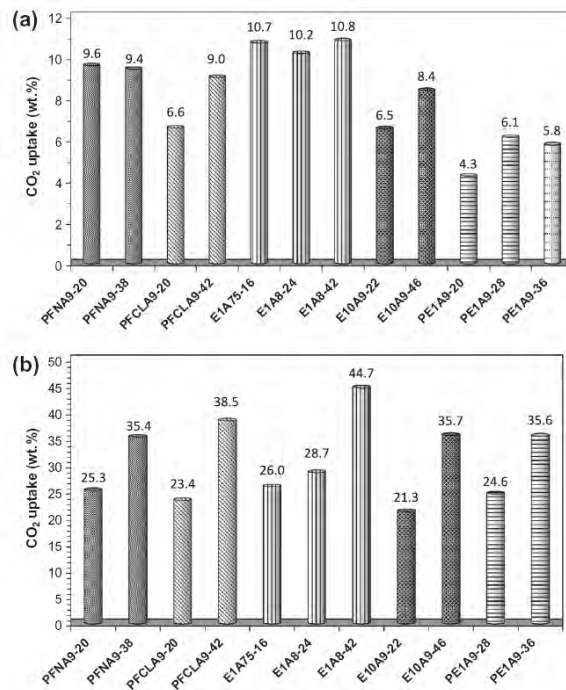 (a)
CO₂ uptake (wt.%)
12
10
8
6
4
2
0
9.6
9.4
6.6
9.0
10.7
10.2
10.8
6.5
8.4
4.3
6.1
5.8
PFNA9-20
PFNA9-38
PFCLA9-20
PFCLA9-42
E1A75-16
E1A8-24
E1A8-42
E10A9-22
E10A9-46
PE1A9-20
PE1A9-28
PE1A9-36
(b)
CO₂ uptake (wt.%)
50
45
40
35
30
25
20
15
10
5
0
25.3
35.4
23.4
38.5
26.0
28.7
44.7
21.3
35.7
24.6
35.6
PFNA9-20
PFNA9-38
PFCLA9-20
PFCLA9-42
E1A75-16
E1A8-24
E1A8-42
E10A9-22
E10A9-46
PE1A9-28
PE1A9-36